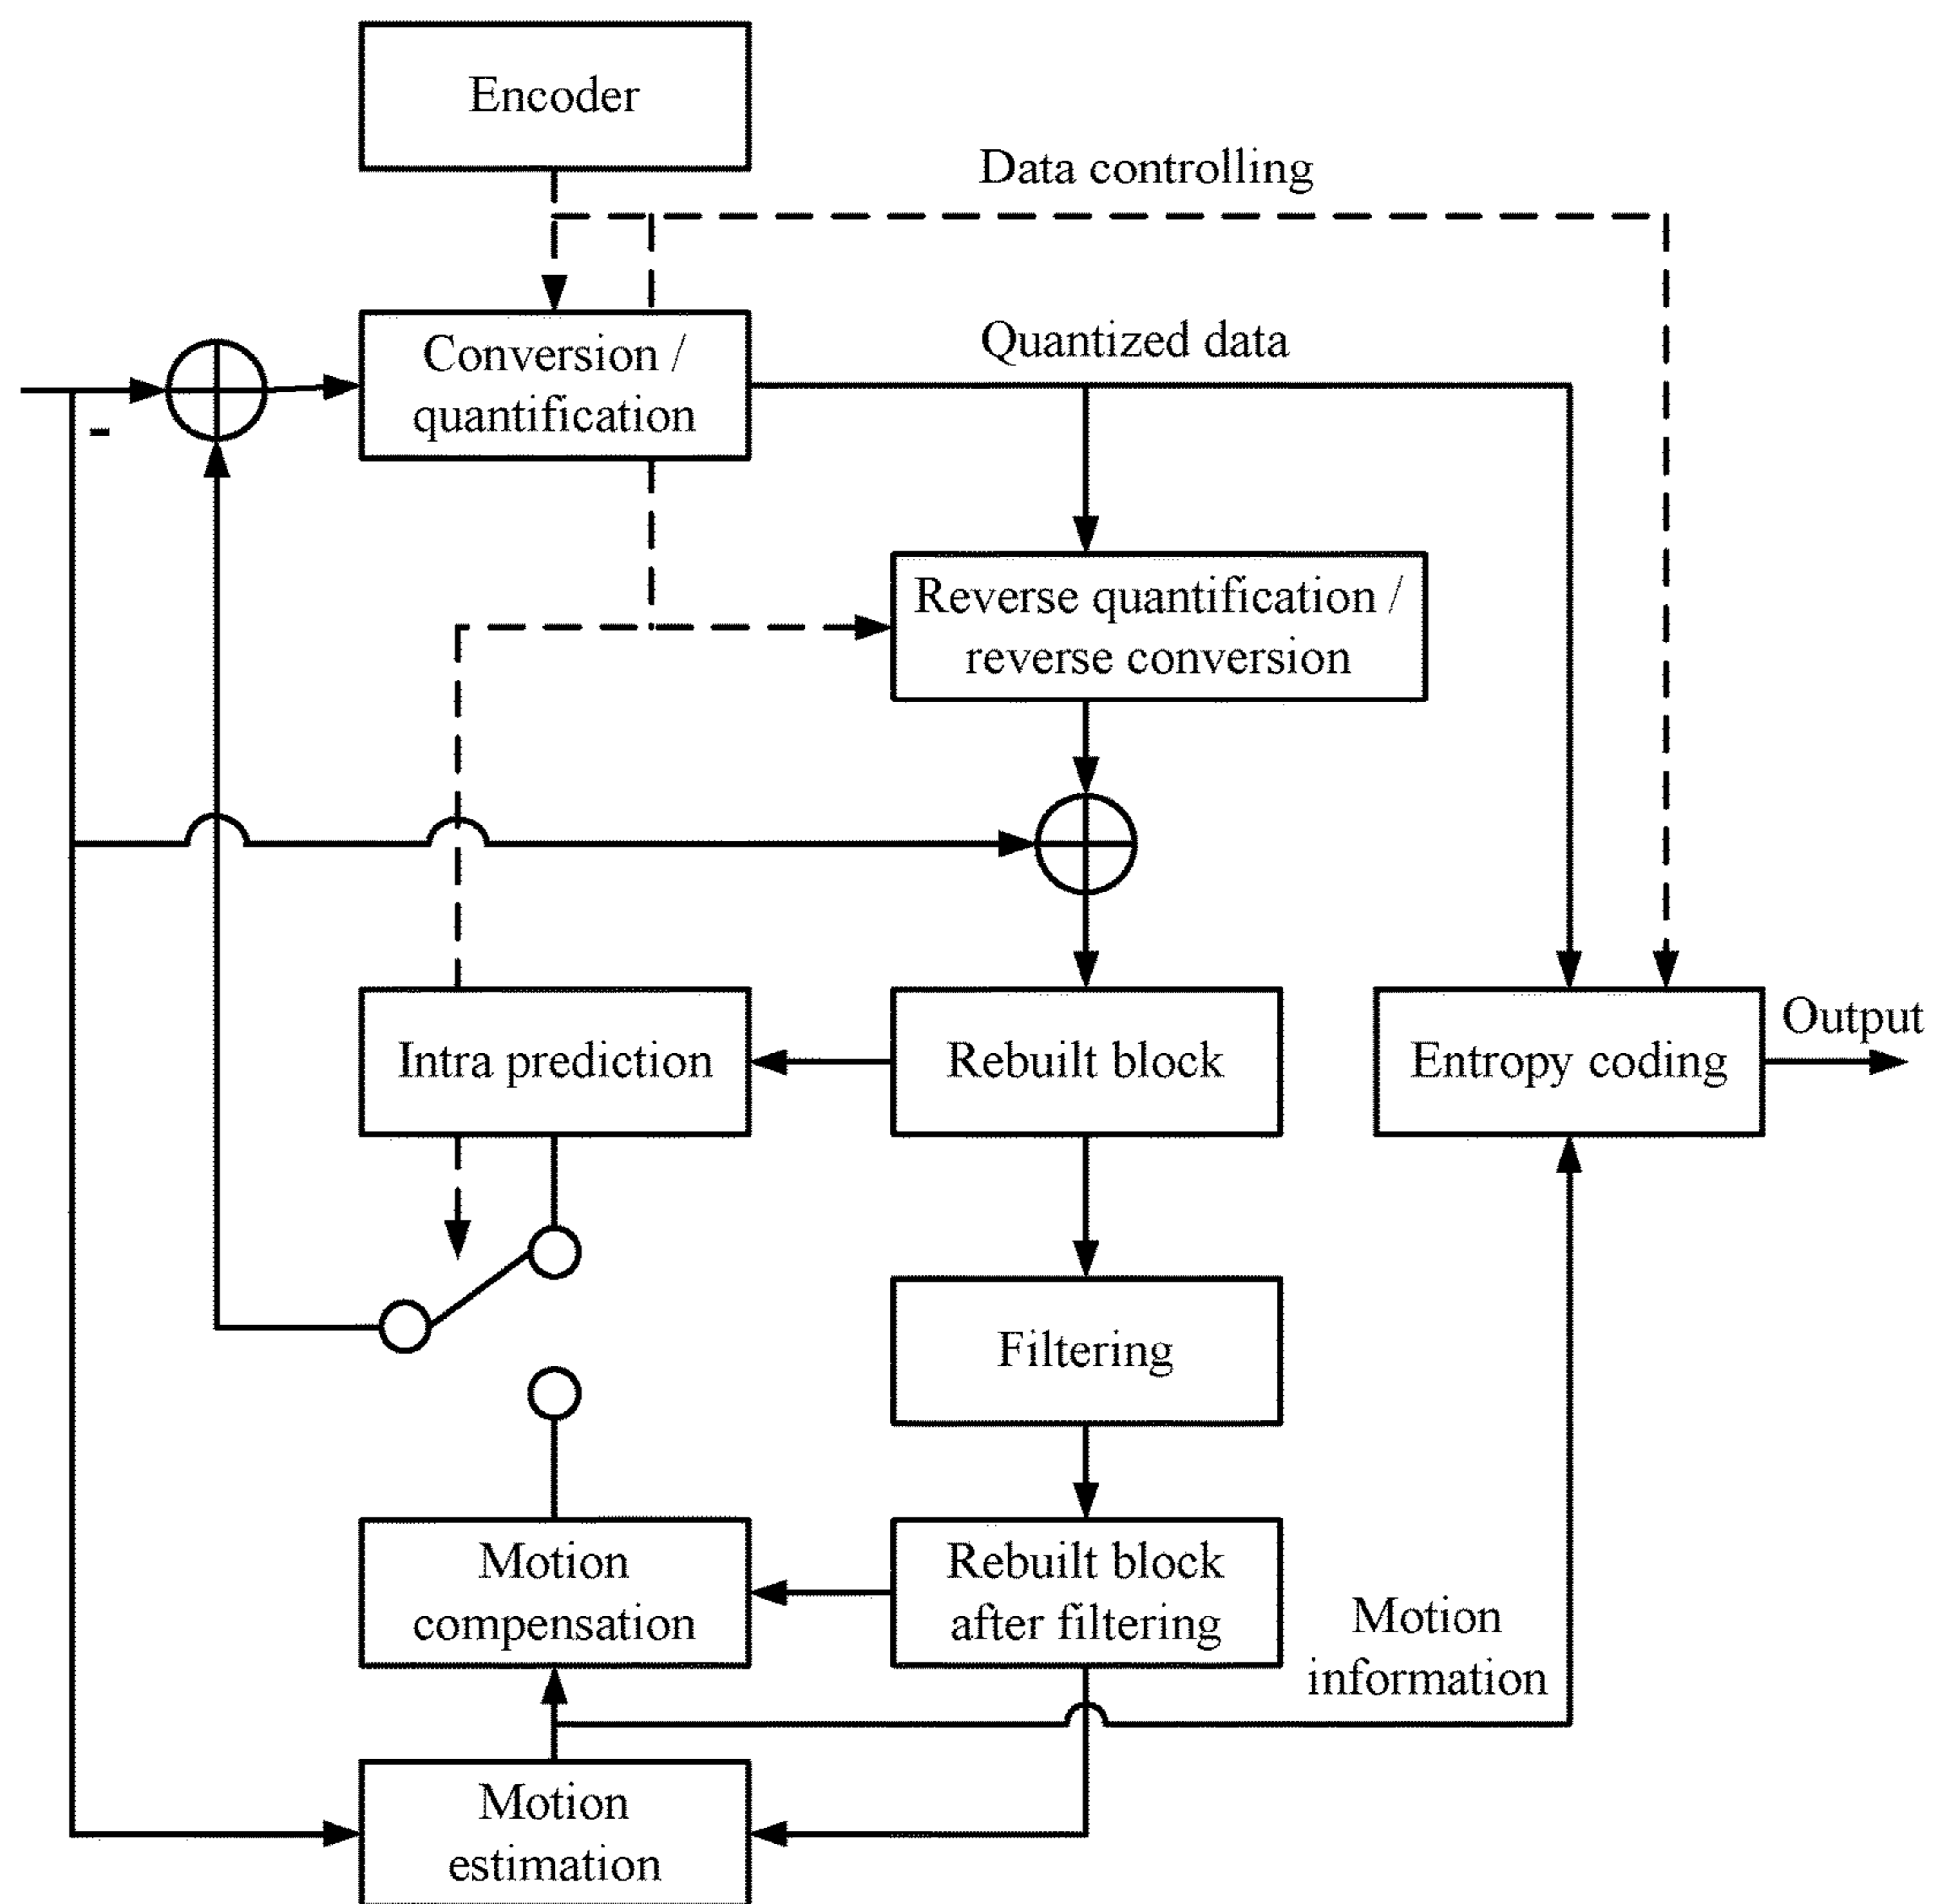 Encoder
Data controlling
Conversion /
quantification
Quantized data
-
Reverse quantification /
reverse conversion
Intra prediction
Rebuilt block
Entropy coding
Output
Filtering
Motion
compensation
Rebuilt block
after filtering
Motion
information
Motion
estimation